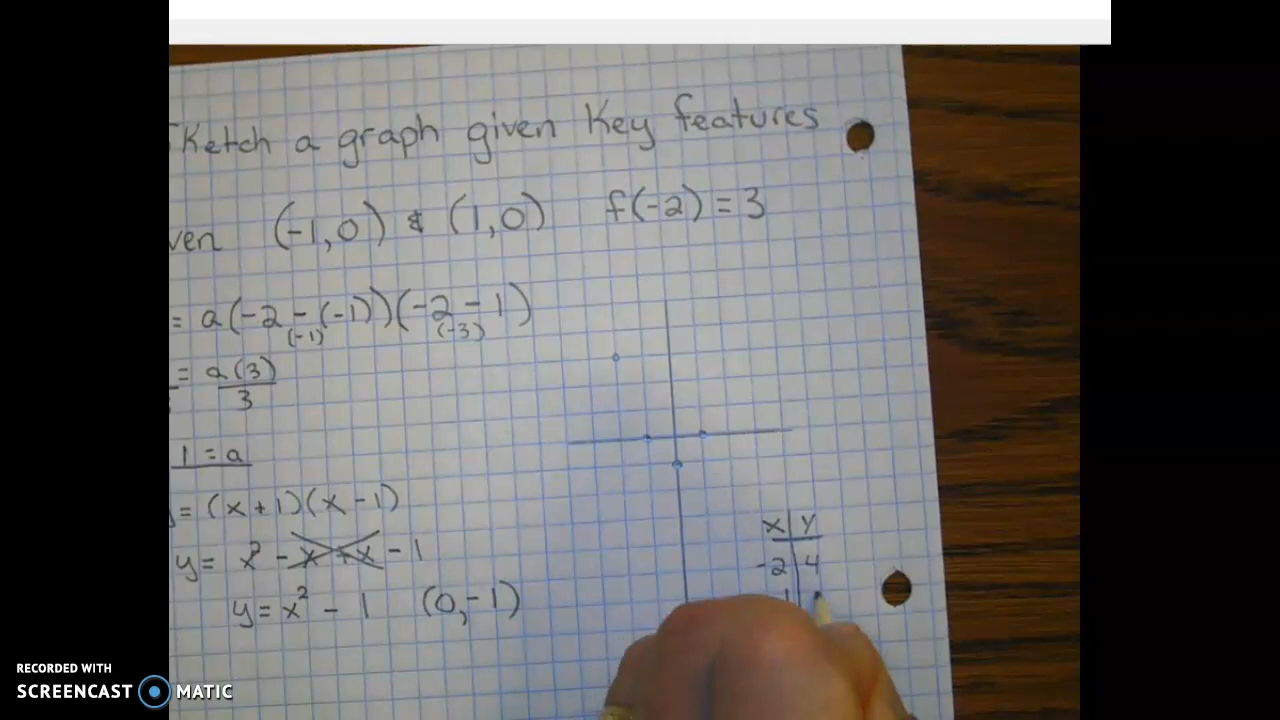 Sketch a graph given Key features
ven (-1,0) & (1,0) f(-2) = 3
= a(-2 - (-1))(-2 - 1)
(-1) (-3)
= a(3)
3
1 = a
= (x + 1)(x - 1)
y = x² - x + x - 1
y = x² - 1 (0, -1)
X Y
-2 4
RECORDED WITH
SCREENCAST MATIC